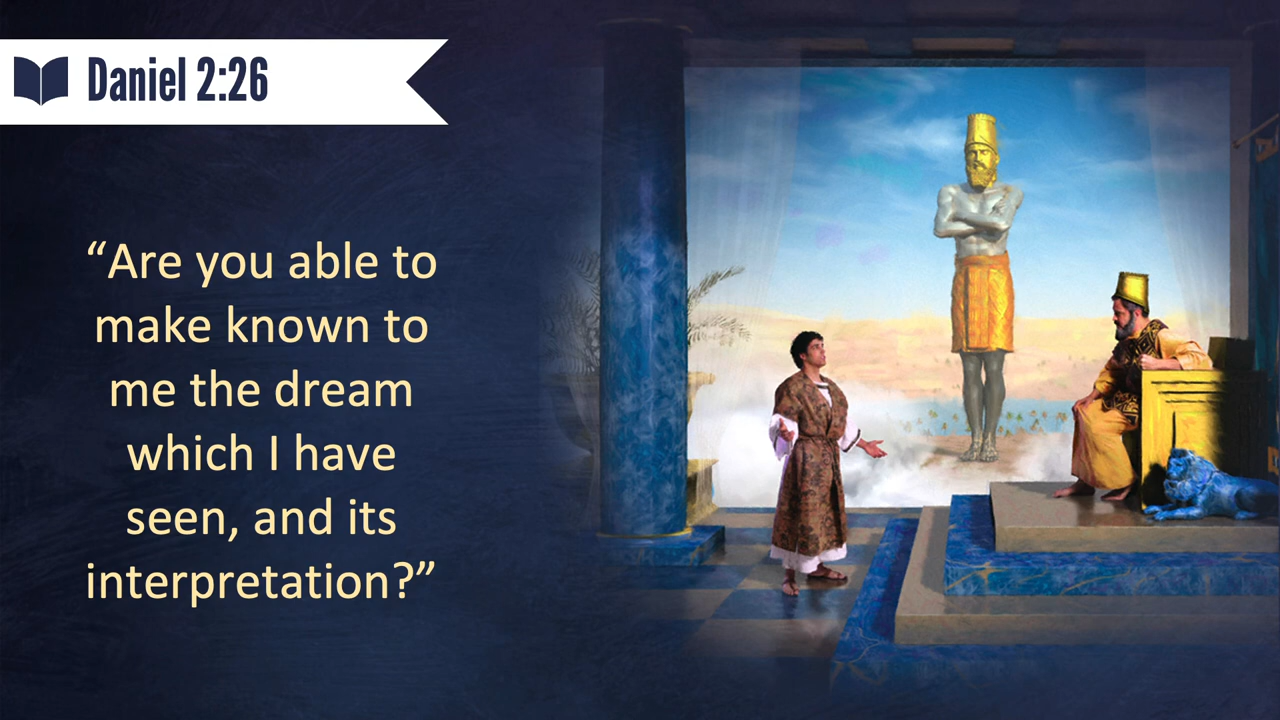 Daniel 2:26
“Are you able to
make known to
me the dream
which I have
seen, and its
interpretation?”